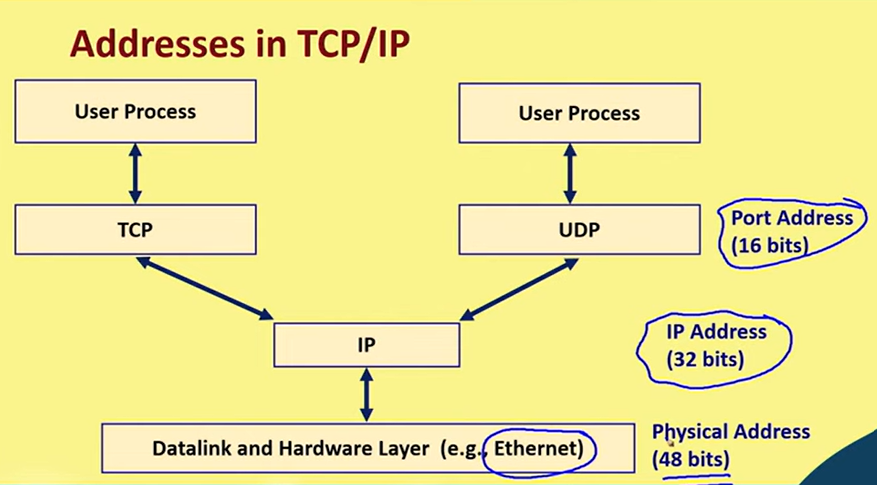 Addresses in TCP/IP
User Process
User Process
TCP
UDP
Port Address
(16 bits)
IP
IP Address
(32 bits)
Datalink and Hardware Layer (e.g., Ethernet)
Physical Address
(48 bits)